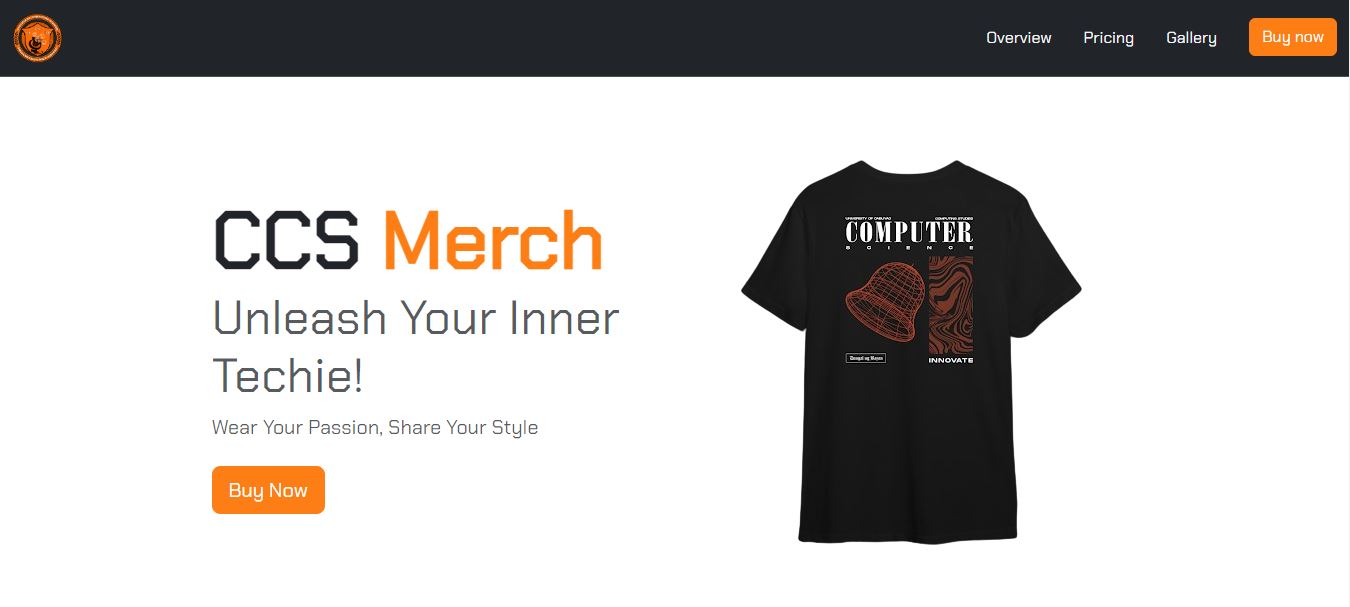 Overview
Pricing
Gallery
Buy now
CCS Merch
Unleash Your Inner
Techie!
Wear Your Passion, Share Your Style
Buy Now
UNIVERSITY OF CABUYAO
COMPUTING STUDIES
COMPUTER
SCIENCE
INNOVATE